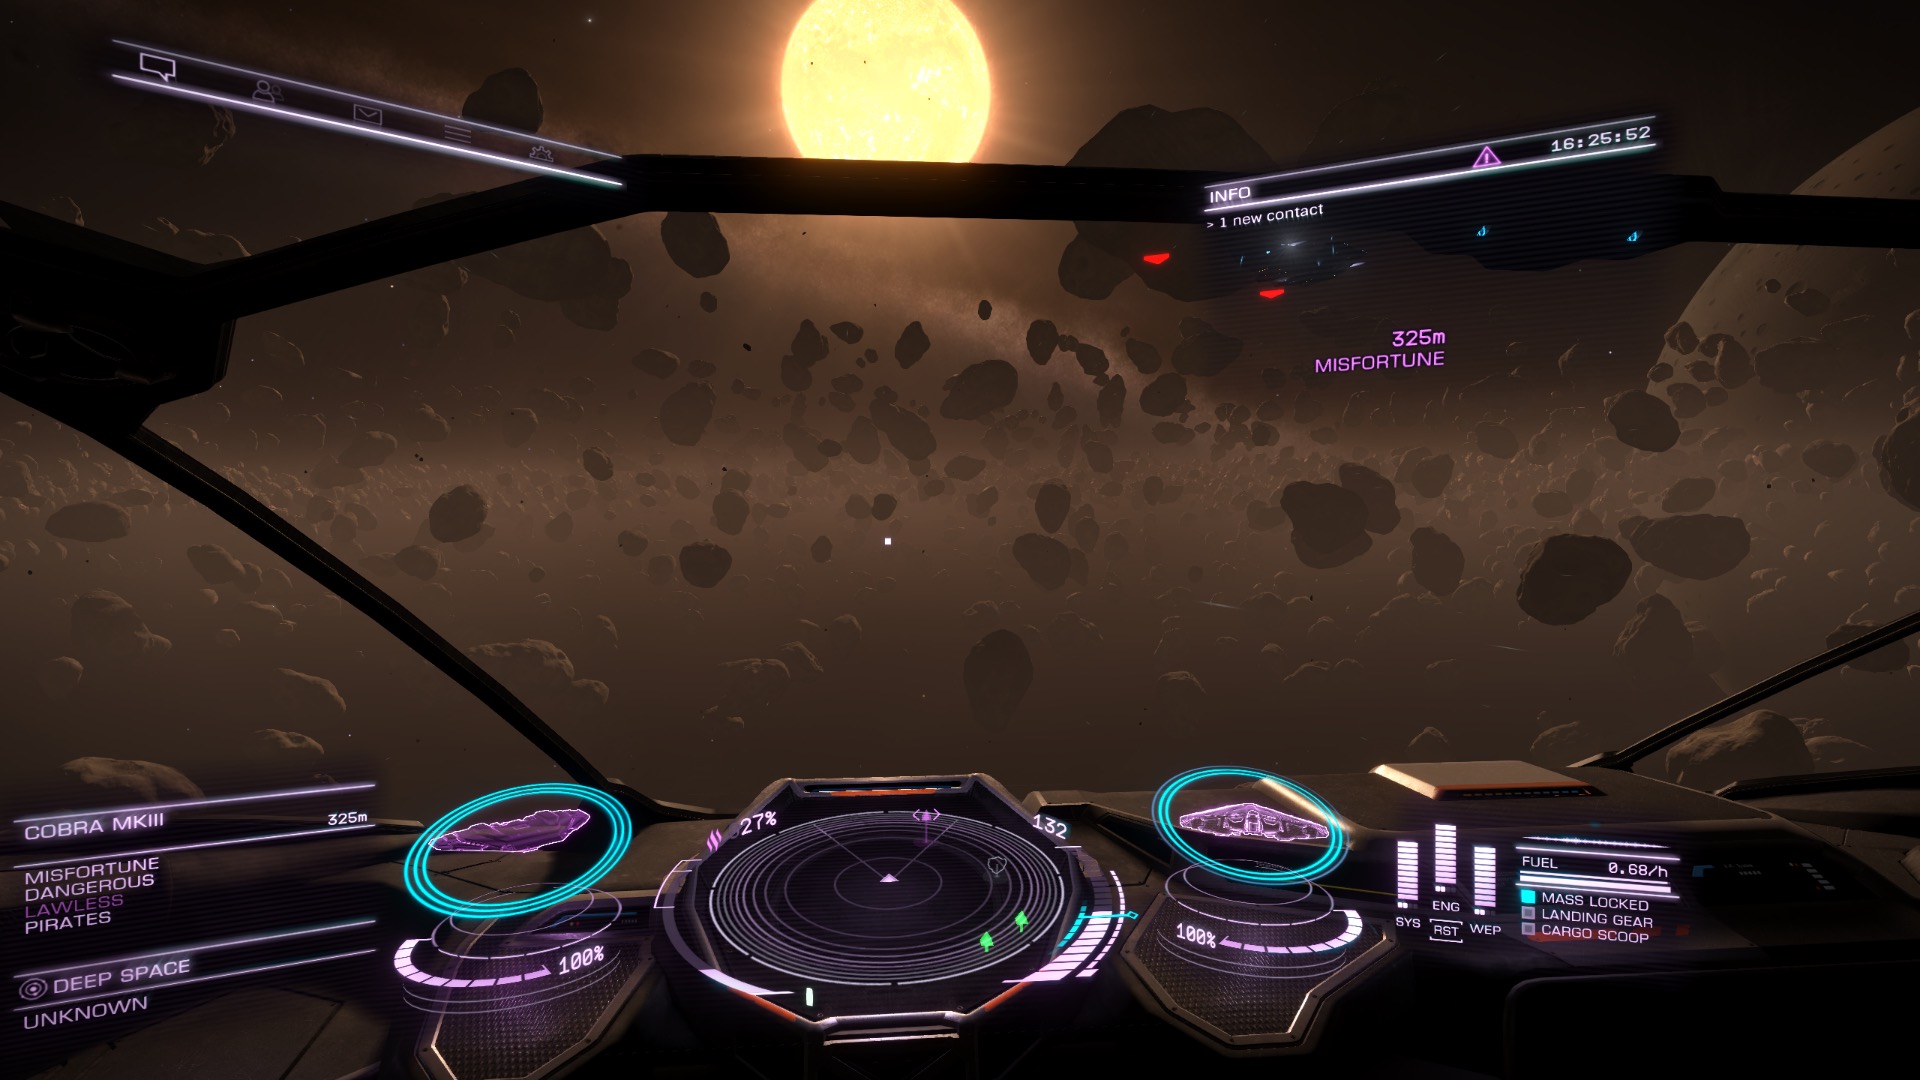 16:25:52
INFO
> 1 new contact
325m
MISFORTUNE
COBRA MKIII
325m
MISFORTUNE
DANGEROUS
LAWLESS
PIRATES
DEEP SPACE
UNKNOWN
100%
27%
132
100%
SYS
ENG
RST
WEP
FUEL
0.68/h
MASS LOCKED
LANDING GEAR
CARGO SCOOP